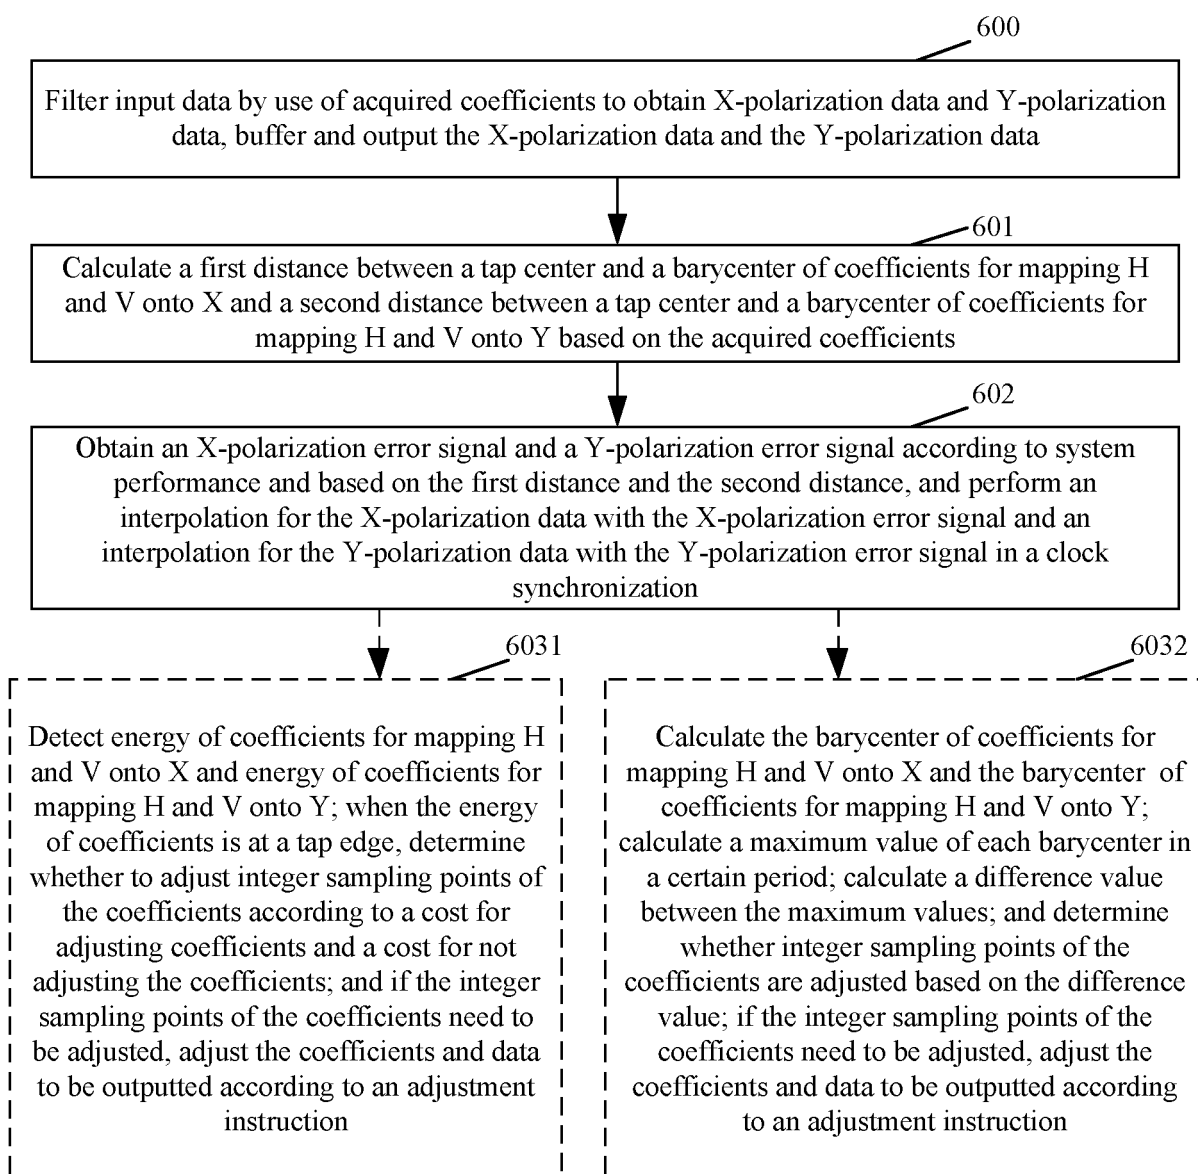 600
Filter input data by use of acquired coefficients to obtain X-polarization data and Y-polarization
data, buffer and output the X-polarization data and the Y-polarization data
601
Calculate a first distance between a tap center and a barycenter of coefficients for mapping H
and V onto X and a second distance between a tap center and a barycenter of coefficients for
mapping H and V onto Y based on the acquired coefficients
602
Obtain an X-polarization error signal and a Y-polarization error signal according to system
performance and based on the first distance and the second distance, and perform an
interpolation for the X-polarization data with the X-polarization error signal and an
interpolation for the Y-polarization data with the Y-polarization error signal in a clock
synchronization
6031
Detect energy of coefficients for mapping H
and V onto X and energy of coefficients for
mapping H and V onto Y; when the energy
of coefficients is at a tap edge, determine
whether to adjust integer sampling points of
the coefficients according to a cost for
adjusting coefficients and a cost for not
adjusting the coefficients; and if the integer
sampling points of the coefficients need to
be adjusted, adjust the coefficients and data
to be outputted according to an adjustment
instruction
6032
Calculate the barycenter of coefficients for
mapping H and V onto X and the barycenter of
coefficients for mapping H and V onto Y;
calculate a maximum value of each barycenter in
a certain period; calculate a difference value
between the maximum values; and determine
whether integer sampling points of the
coefficients are adjusted based on the difference
value; if the integer sampling points of the
coefficients need to be adjusted, adjust the
coefficients and data to be outputted according
to an adjustment instruction